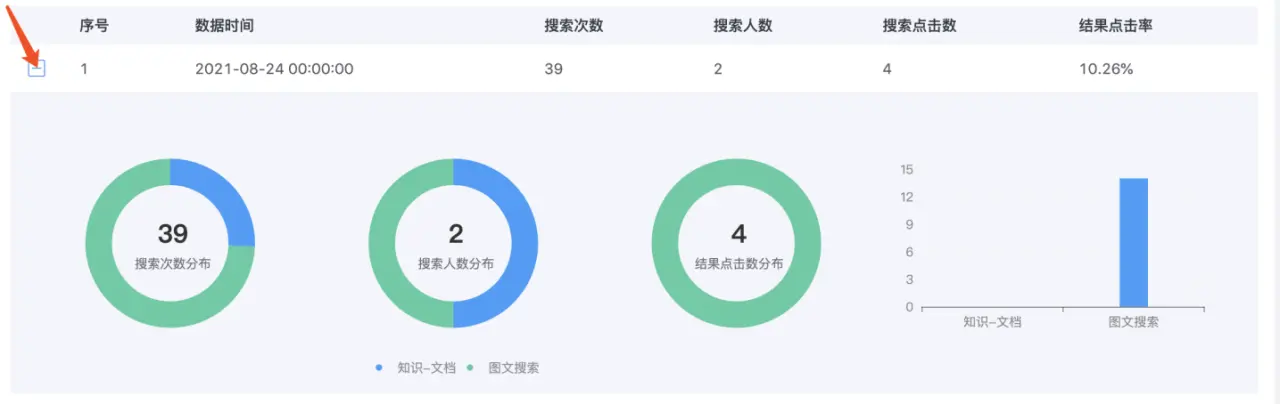 序号 数据时间 搜索次数 搜索人数 搜索点击数 结果点击率
1 2021-08-24 00:00:00 39 2 4 10.26%
39
搜索次数分布
2
搜索人数分布
4
结果点击数分布
知识-文档 图文搜索
15
12
9
6
3
0
知识-文档 图文搜索